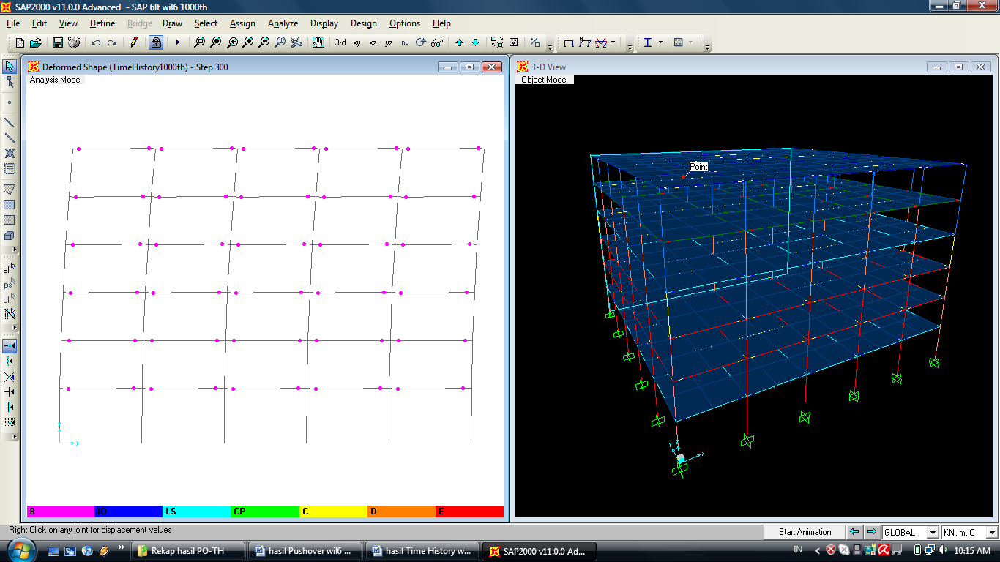 SAP2000 v11.0.0 Advanced - SAP 6lt wil6 1000th
File Edit View Define Bridge Draw Select Assign Analyze Display Design Options Help
3-d xy xz yz nv
Deformed Shape (TimeHistory1000th) - Step 300
3-D View
Analysis Model
Object Model
all
ps
clr
Point
Y X
B IO LS CP C D E
Right Click on any joint for displacement values
Start Animation GLOBAL KN, m, C
Rekap hasil PO-TH
hasil Pushover wil6 ...
hasil Time History w...
SAP2000 v11.0.0 Ad...
IN
10:15 AM